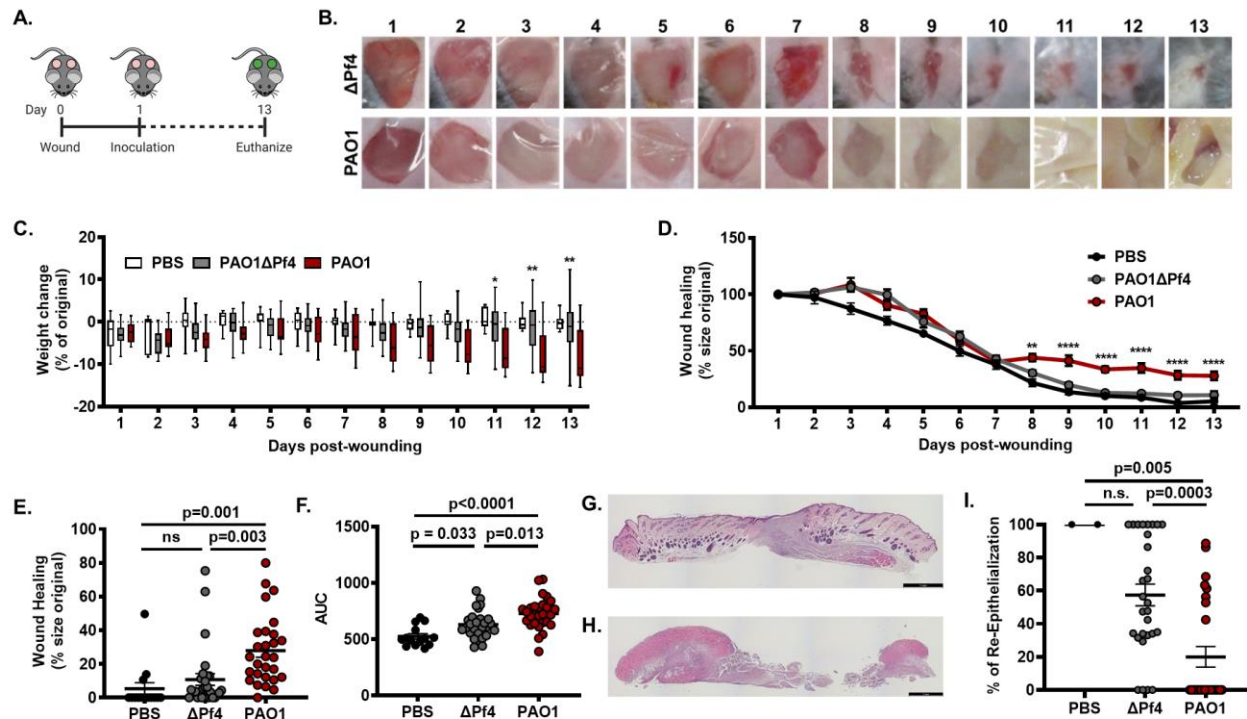 A.
Day 0 1 13
Wound Inoculation Euthanize
B.
1 2 3 4 5 6 7 8 9 10 11 12 13
ΔPf4
PAO1
C.
Weight change
(% of original)
20
10
0
-10
-20
PBS PAO1ΔPf4 PAO1
* ** **
1 2 3 4 5 6 7 8 9 10 11 12 13
Days post-wounding
D.
Wound healing
(% size original)
150
100
50
0
PBS
PAO1ΔPf4
PAO1
** **** **** **** **** ****
1 2 3 4 5 6 7 8 9 10 11 12 13
Days post-wounding
E.
Wound Healing
(% size original)
100
80
60
40
20
0
p=0.001
ns p=0.003
PBS ΔPf4 PAO1
F.
AUC
1500
1000
500
0
p<0.0001
p = 0.033 p=0.013
PBS ΔPf4 PAO1
G.
H.
I.
% of Re-Epithelialization
100
80
60
40
20
0
p=0.005
n.s. p=0.0003
PBS ΔPf4 PAO1